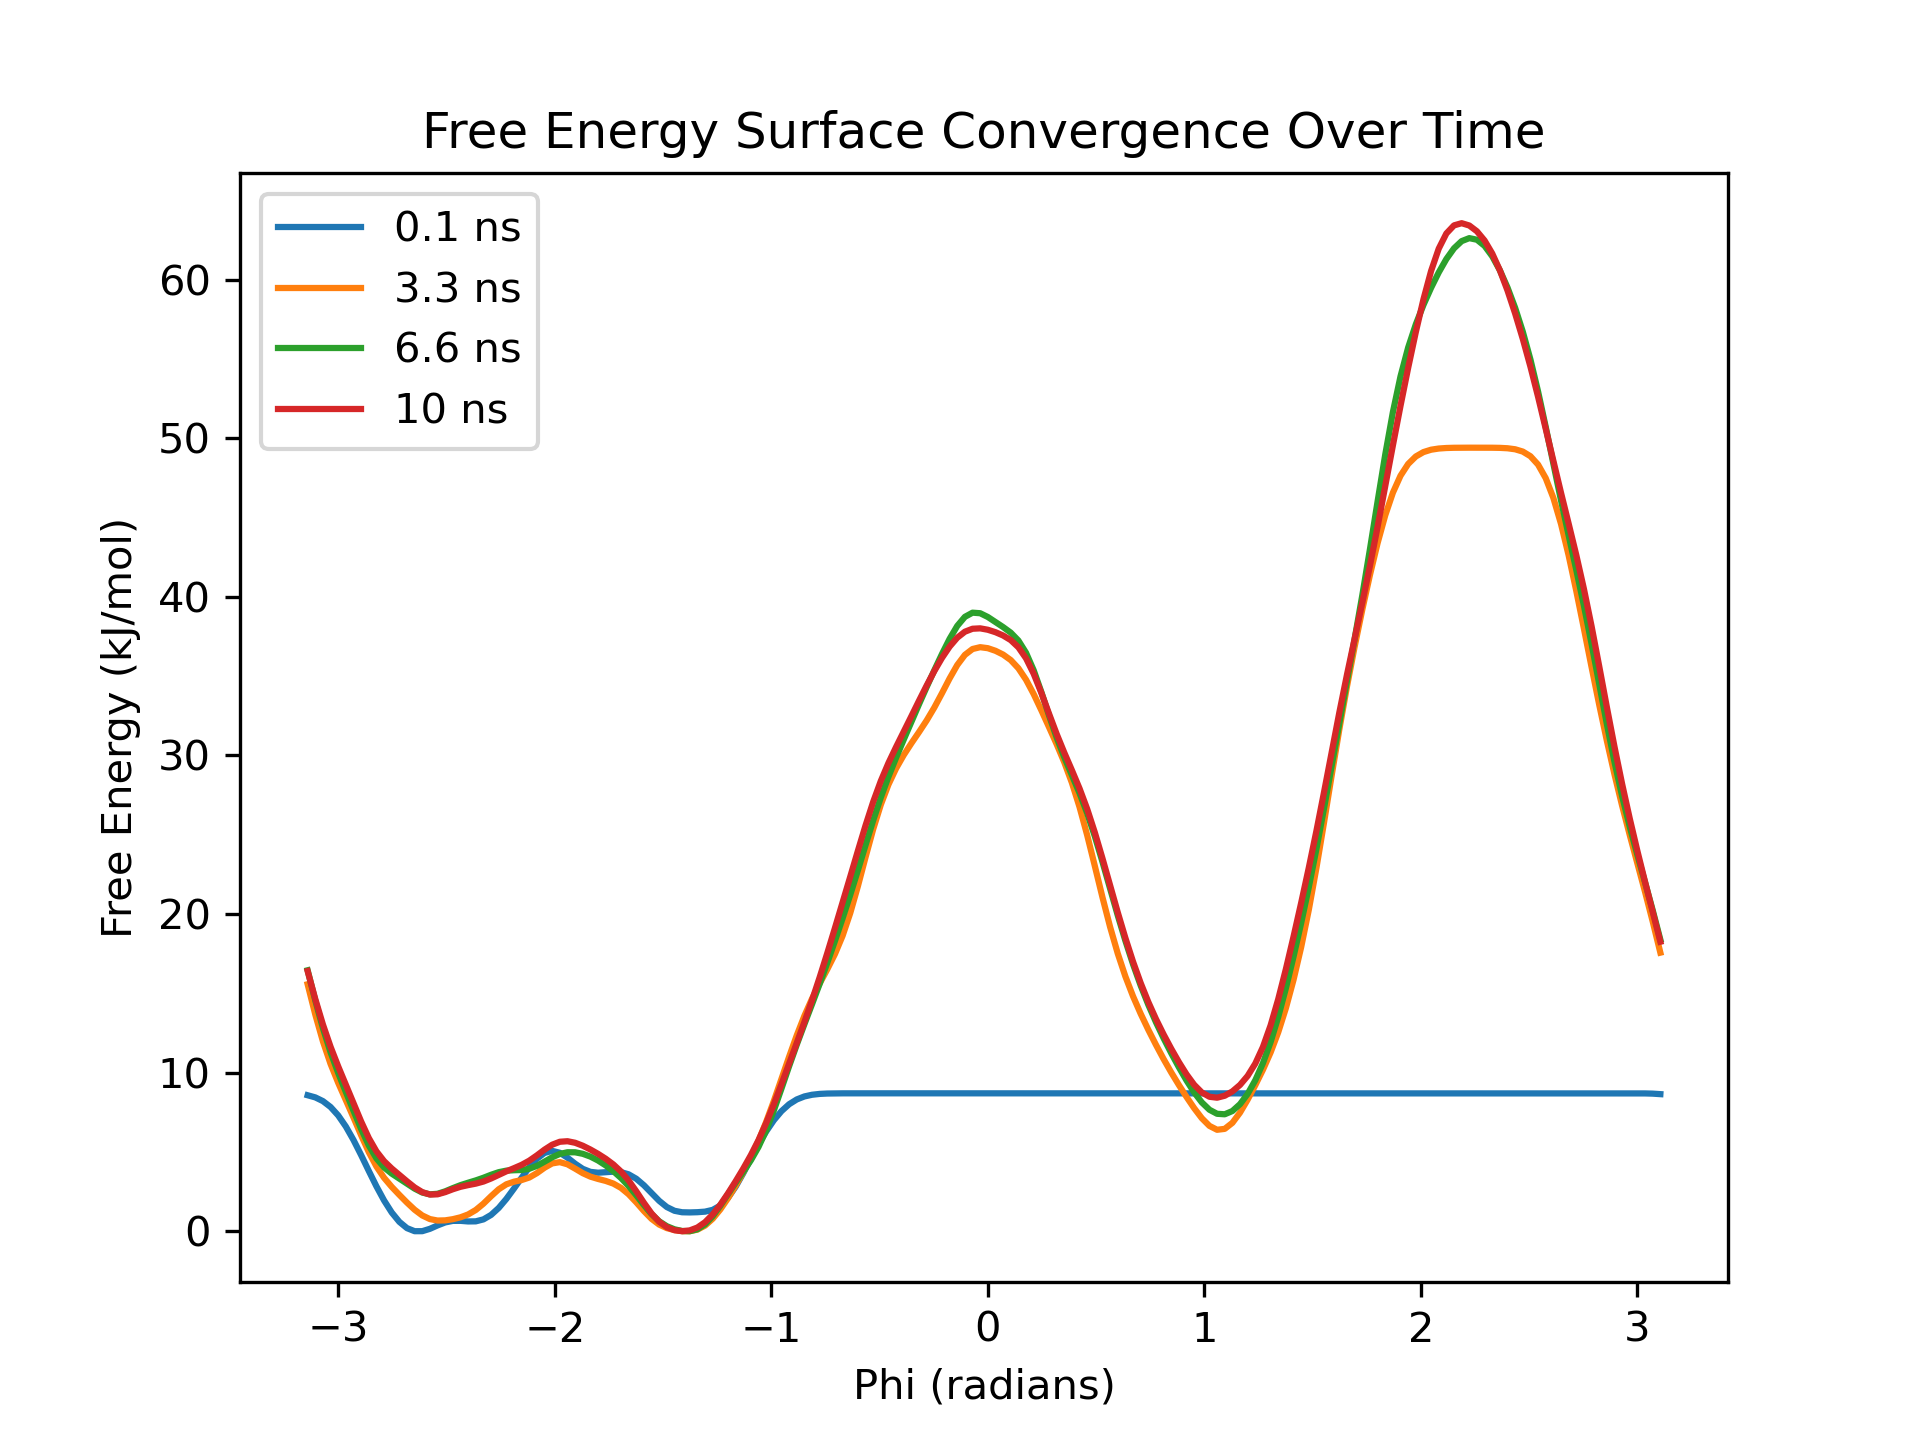 Free Energy Surface Convergence Over Time
0.1 ns
3.3 ns
6.6 ns
10 ns
Free Energy (kJ/mol)
60
50
40
30
20
10
0
−3 −2 −1 0 1 2 3
Phi (radians)